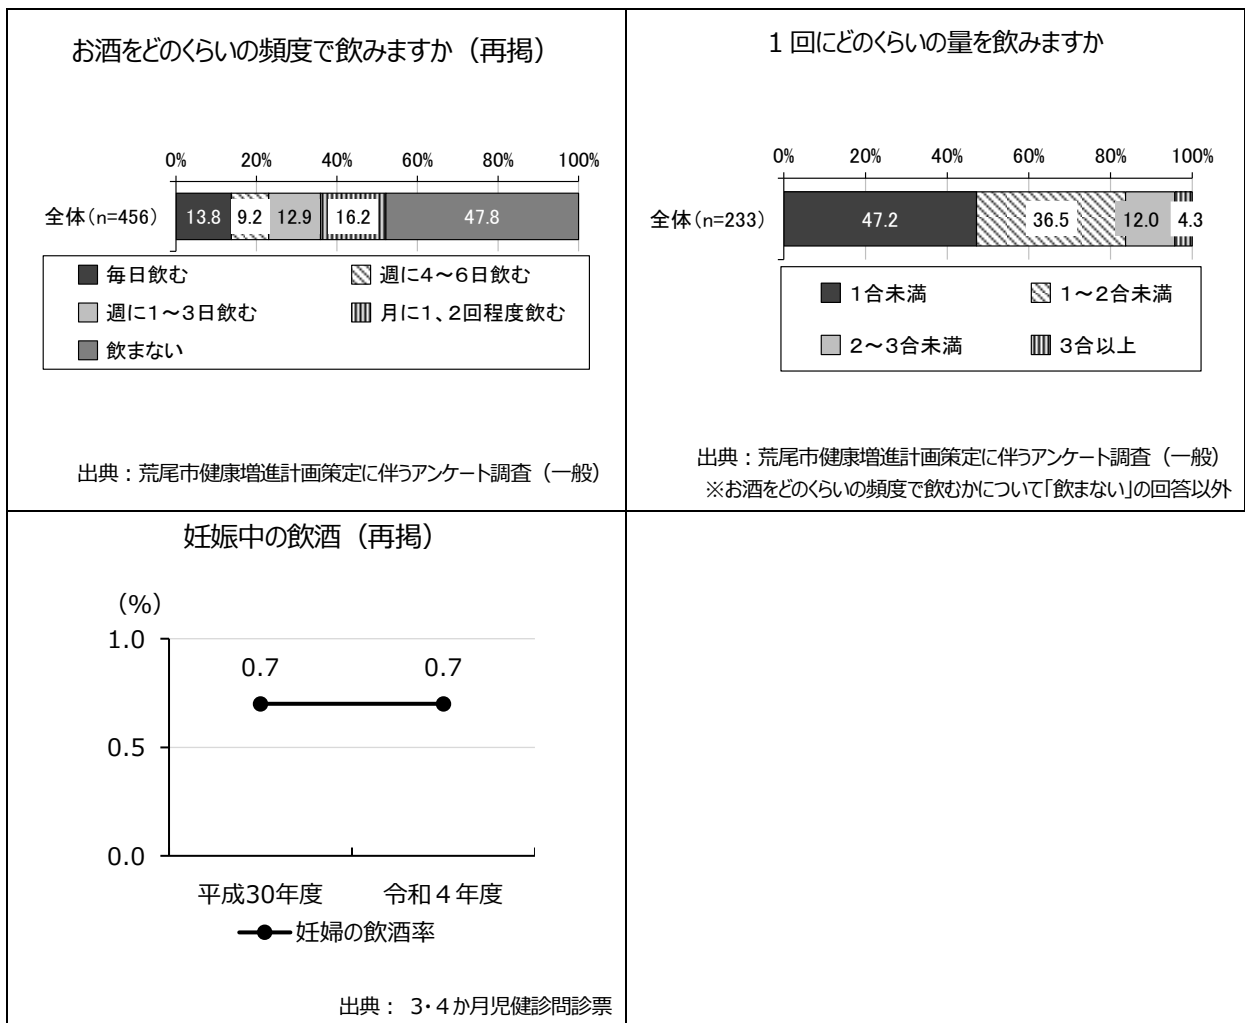 お酒をどのくらいの頻度で飲みますか（再掲）
0% 20% 40% 60% 80% 100%
全体(n=456) 13.8 9.2 12.9 16.2 47.8
毎日飲む 週に4～6日飲む
週に1～3日飲む 月に1、2回程度飲む
飲まない
出典：荒尾市健康増進計画策定に伴うアンケート調査（一般）
1回にどのくらいの量を飲みますか
0% 20% 40% 60% 80% 100%
全体(n=233) 47.2 36.5 12.0 4.3
1合未満 1～2合未満
2～3合未満 3合以上
出典：荒尾市健康増進計画策定に伴うアンケート調査（一般）
※お酒をどのくらいの頻度で飲むかについて「飲まない」の回答以外
妊娠中の飲酒（再掲）
（%）
1.0
0.7 0.7
0.5
0.0
平成30年度 令和４年度
妊婦の飲酒率
出典： 3・４か月児健診問診票